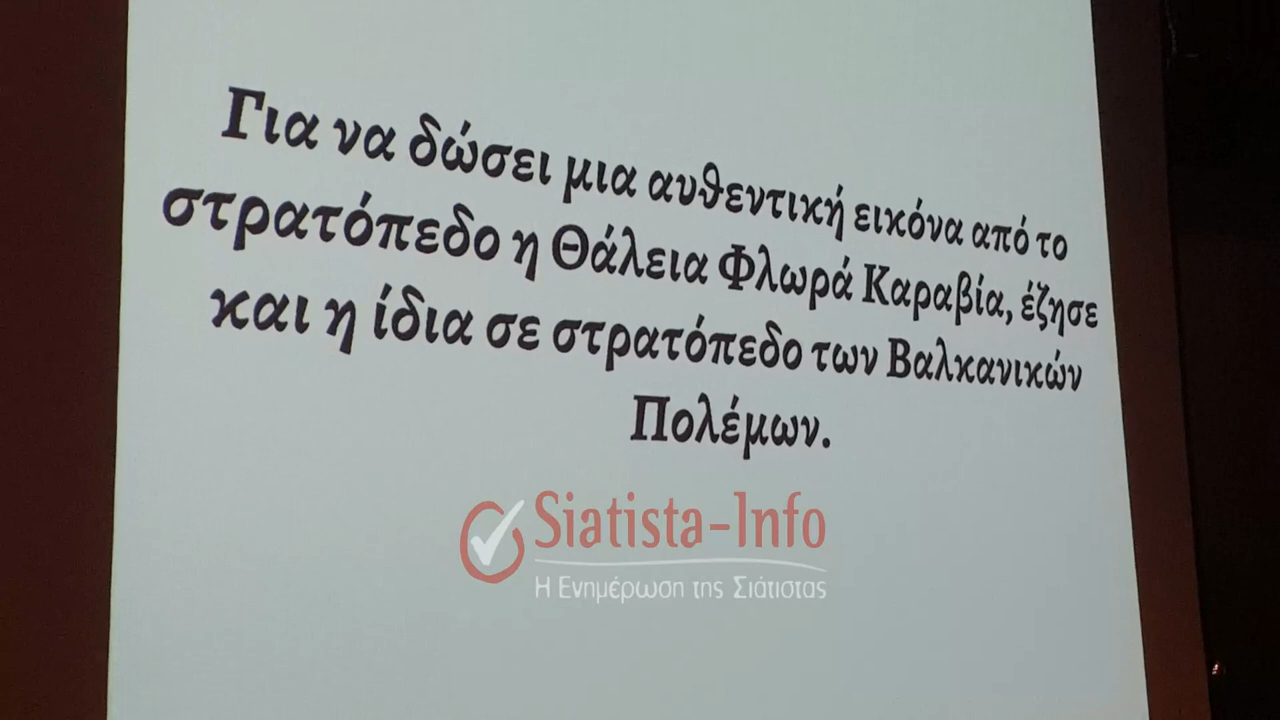 Για να δώσει μια αυθεντική εικόνα από το
στρατόπεδο η Θάλεια Φλωρά Καραβία, έζησε
και η ίδια σε στρατόπεδο των Βαλκανικών
Πολέμων.
Siatista-Info
Η Ενημέρωση της Σιάτιστας